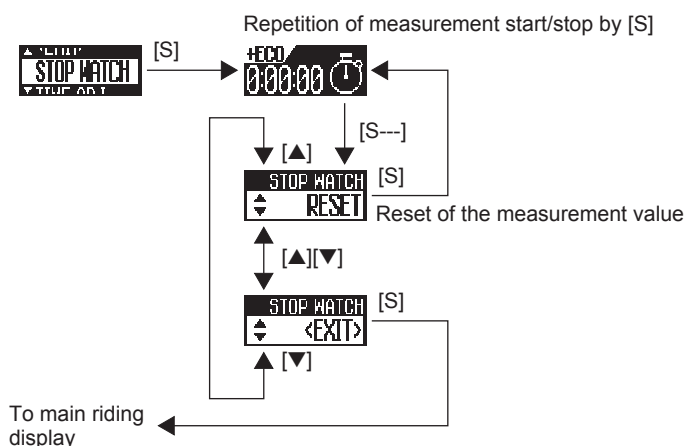 Repetition of measurement start/stop by [S]
STOP WATCH
[S]
+ECO
0:00:00
[S---]
[▲]
STOP WATCH
RESET
[S]
Reset of the measurement value
[▲][▼]
STOP WATCH
<EXIT>
[S]
[▼]
To main riding
display